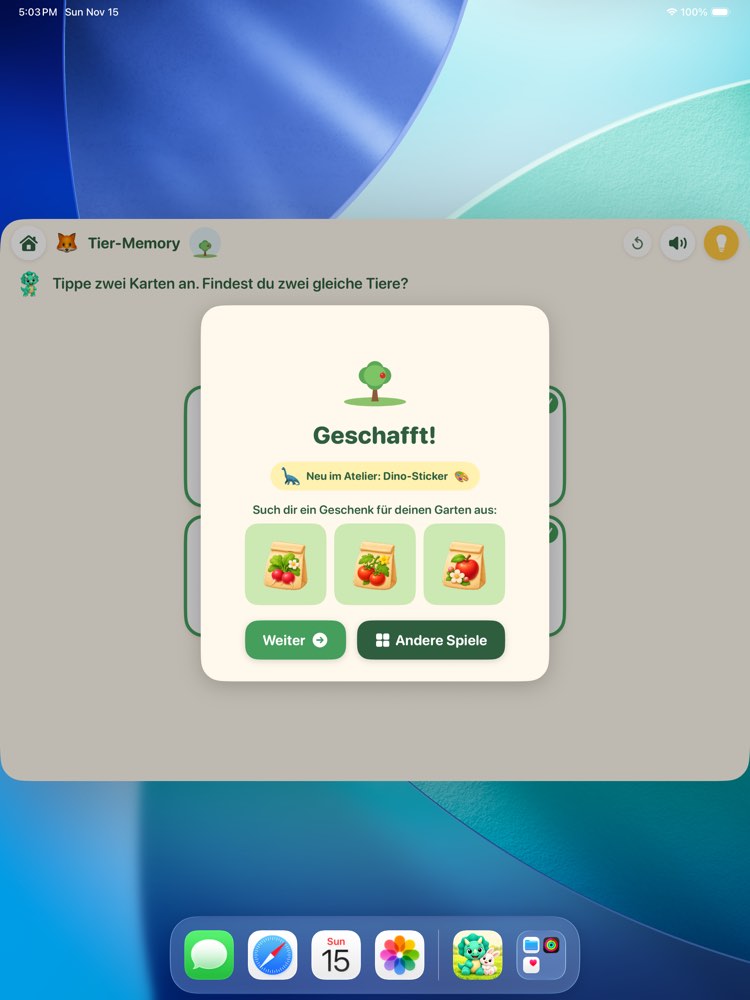 5:03 PM Sun Nov 15
100%
Tier-Memory
Tippe zwei Karten an. Findest du zwei gleiche Tiere?
Geschafft!
Neu im Atelier: Dino-Sticker
Such dir ein Geschenk für deinen Garten aus:
Weiter
Andere Spiele
Sun
15